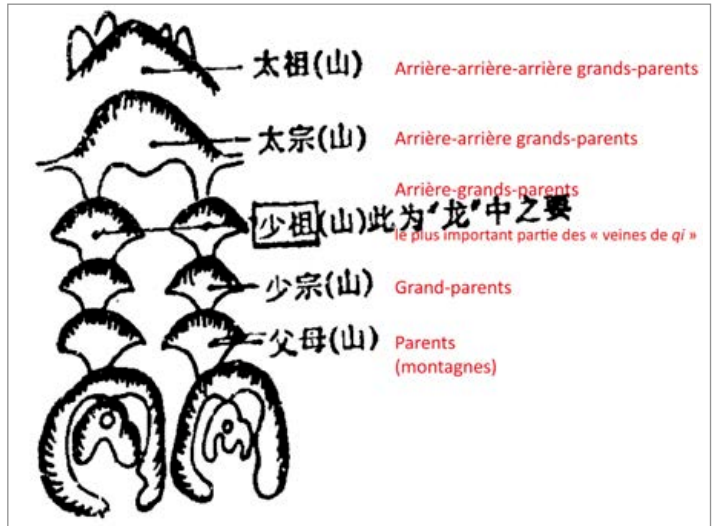 太祖(山) Arrière-arrière-arrière grands-parents
太宗(山) Arrière-arrière grands-parents
Arrière-grands-parents
少祖(山)此为“龙”中之要
le plus important partie des « veines de qi »
少宗(山) Grand-parents
父母(山) Parents
(montagnes)